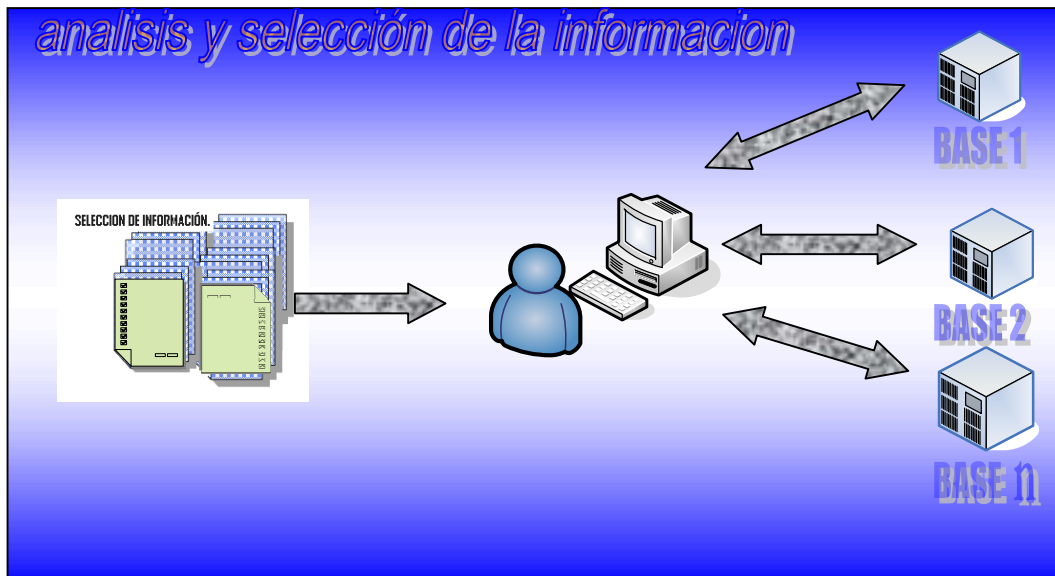 analisis y selección de la informacion
SELECCION DE INFORMACIÓN.
BASE 1
BASE 2
BASE n